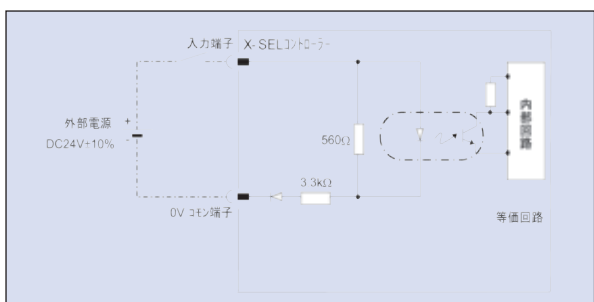 入力端子 X-SELコントローラー
外部電源
+
-
DC24V±10%
560Ω
3.3kΩ
0V コモン端子
内部回路
等価回路